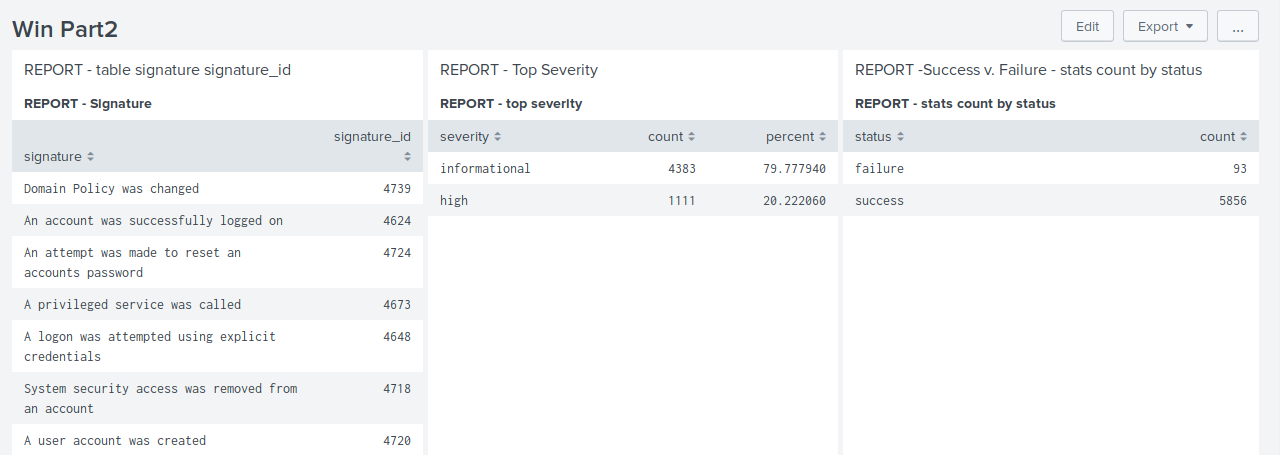 Win Part2
Edit
Export
...
REPORT - table signature signature_id
REPORT - Signature
signature_id
signature
Domain Policy was changed 4739
An account was successfully logged on 4624
An attempt was made to reset an 4724
accounts password
A privileged service was called 4673
A logon was attempted using explicit 4648
credentials
System security access was removed from 4718
an account
A user account was created 4720
REPORT - Top Severity
REPORT - top severity
severity count percent
informational 4383 79.777940
high 1111 20.222060
REPORT -Success v. Failure - stats count by status
REPORT - stats count by status
status count
failure 93
success 5856